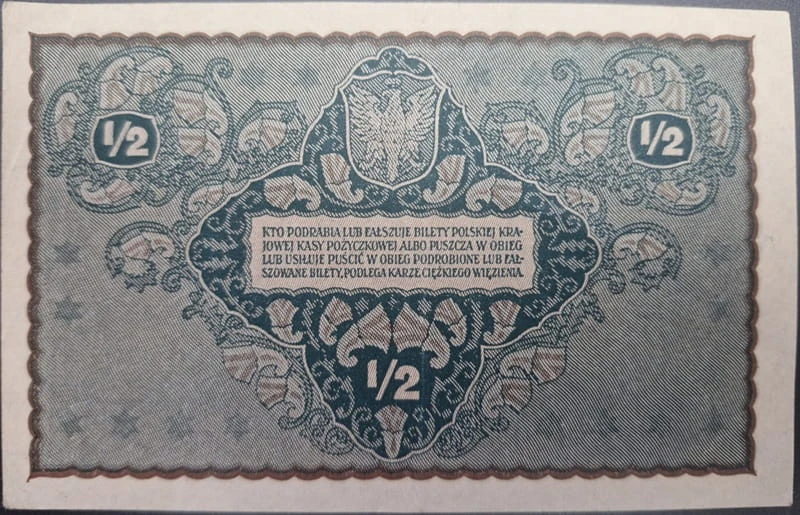 1/2 1/2
KTO PODRABIA LUB FAŁSZUJE BILETY POLSKIEJ KRA-
JOWEJ KASY POŻYCZKOWEJ ALBO PUSZCZA W OBIEG
LUB USIŁUJE PUŚCIĆ W OBIEG PODROBIONE LUB FAŁ-
SZOWANE BILETY, PODLEGA KARZE CIĘŻKIEGO WIĘZIENIA.
1/2